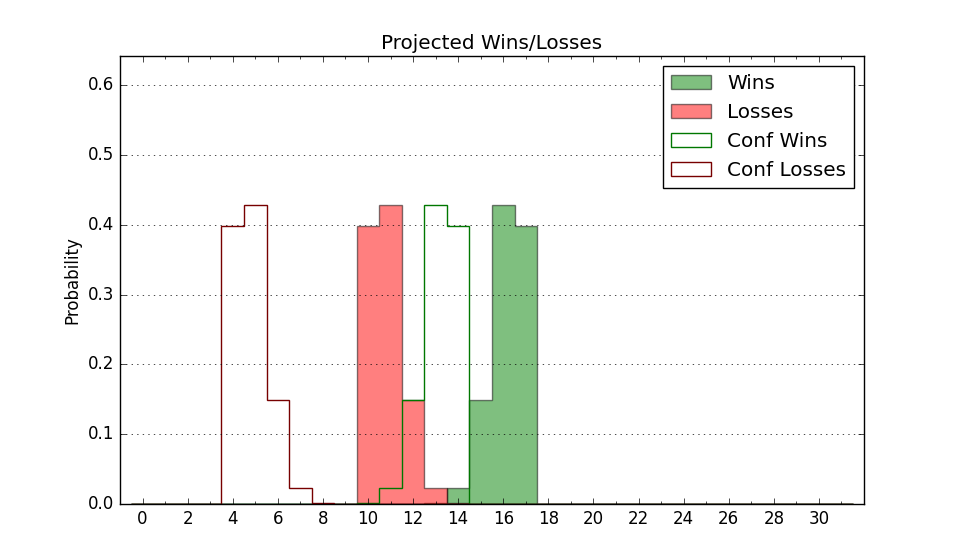 Projected Wins/Losses
Wins
Losses
Conf Wins
Conf Losses
Probability
0.6
0.5
0.4
0.3
0.2
0.1
0.0
0 2 4 6 8 10 12 14 16 18 20 22 24 26 28 30